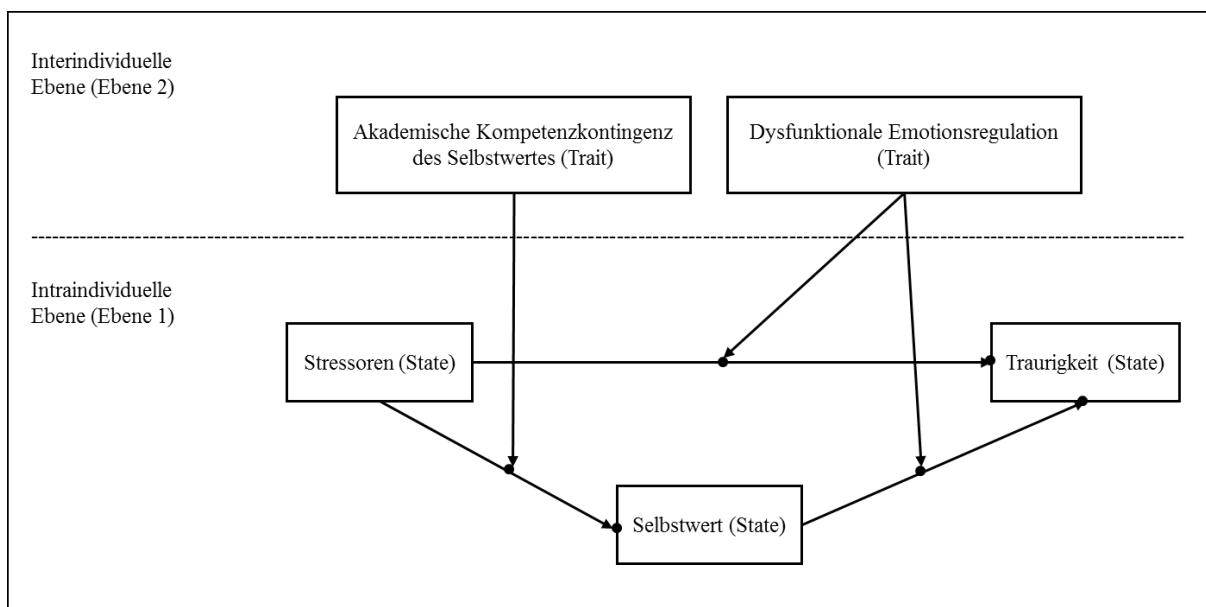 Interindividuelle
Ebene (Ebene 2)
Akademische Kompetenzkontingenz
des Selbstwertes (Trait)
Dysfunktionale Emotionsregulation
(Trait)
Intraindividuelle
Ebene (Ebene 1)
Stressoren (State)
Traurigkeit (State)
Selbstwert (State)